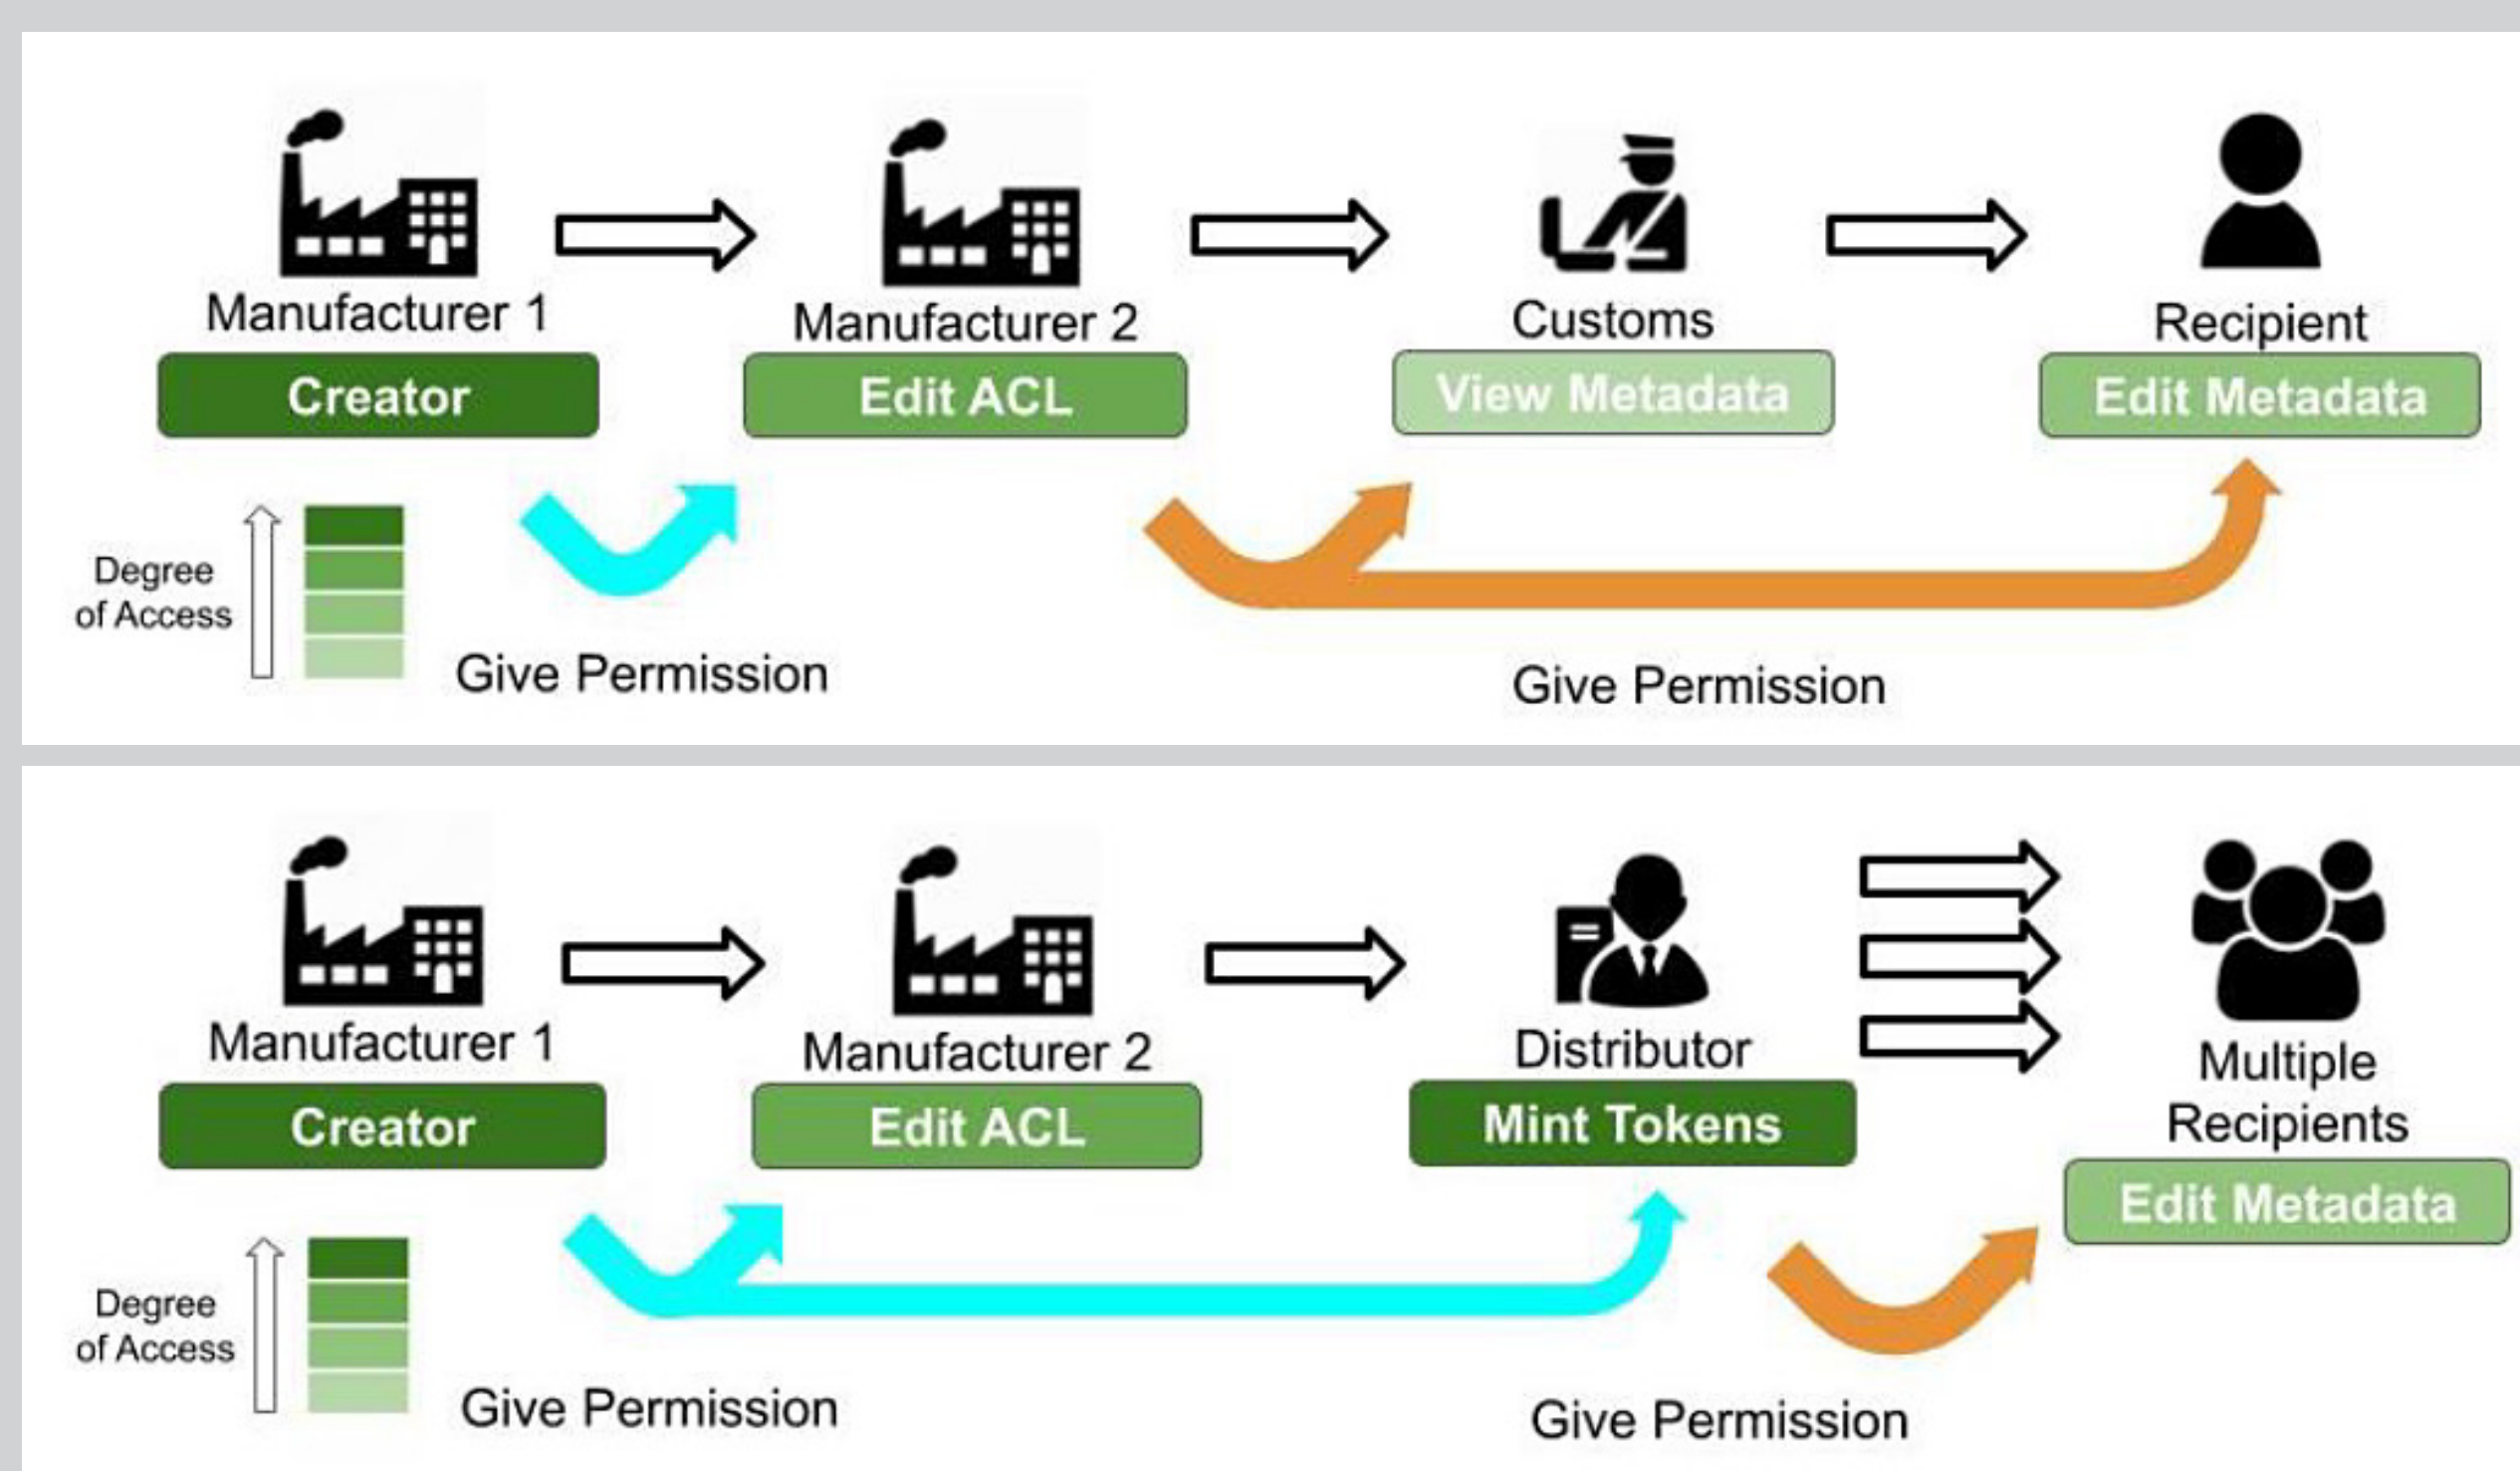 Manufacturer 1
Manufacturer 2
Customs
Recipient
Creator
Edit ACL
View Metadata
Edit Metadata
Degree
of Access
Give Permission
Give Permission
Manufacturer 1
Manufacturer 2
Distributor
Multiple
Recipients
Creator
Edit ACL
Mint Tokens
Edit Metadata
Degree
of Access
Give Permission
Give Permission